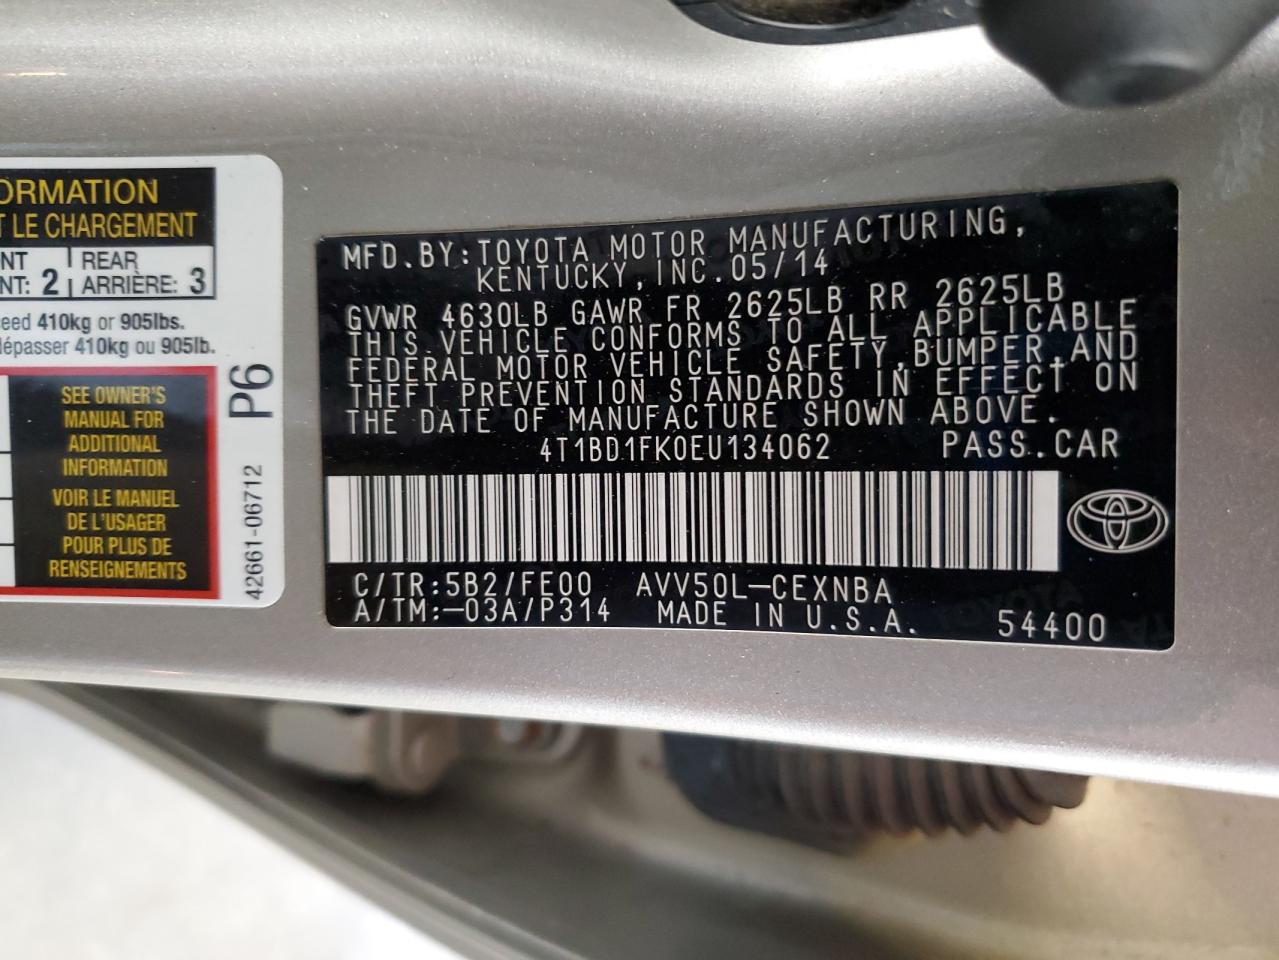 ORMATION
T LE CHARGEMENT
NT REAR
NT: 2 ARRIÈRE: 3
eed 410kg or 905lbs.
dépasser 410kg ou 905lb.
SEE OWNER'S
MANUAL FOR
ADDITIONAL
INFORMATION
VOIR LE MANUEL
DE L'USAGER
POUR PLUS DE
RENSEIGNEMENTS
P6
42661-06712
MFD.BY:TOYOTA MOTOR MANUFACTURING,
KENTUCKY,INC.05/14
GVWR 4630LB GAWR FR 2625LB RR 2625LB
THIS VEHICLE CONFORMS TO ALL APPLICABLE
FEDERAL MOTOR VEHICLE SAFETY,BUMPER,AND
THEFT PREVENTION STANDARDS IN EFFECT ON
THE DATE OF MANUFACTURE SHOWN ABOVE.
4T1BD1FK0EU134062 PASS.CAR
C/TR:5B2/FE00 AVV50L-CEXNBA
A/TM:-03A/P314 MADE IN U.S.A. 54400